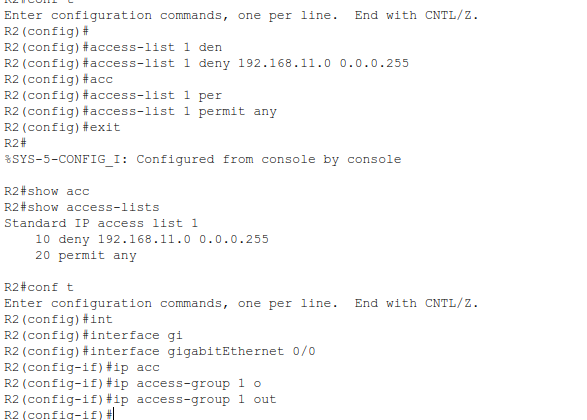 R2#conf t
Enter configuration commands, one per line.  End with CNTL/Z.
R2(config)#
R2(config)#access-list 1 den
R2(config)#access-list 1 deny 192.168.11.0 0.0.0.255
R2(config)#acc
R2(config)#access-list 1 per
R2(config)#access-list 1 permit any
R2(config)#exit
R2#
%SYS-5-CONFIG_I: Configured from console by console

R2#show acc
R2#show access-lists
Standard IP access list 1
    10 deny 192.168.11.0 0.0.0.255
    20 permit any

R2#conf t
Enter configuration commands, one per line.  End with CNTL/Z.
R2(config)#int
R2(config)#interface gi
R2(config)#interface gigabitEthernet 0/0
R2(config-if)#ip acc
R2(config-if)#ip access-group 1 o
R2(config-if)#ip access-group 1 out
R2(config-if)#